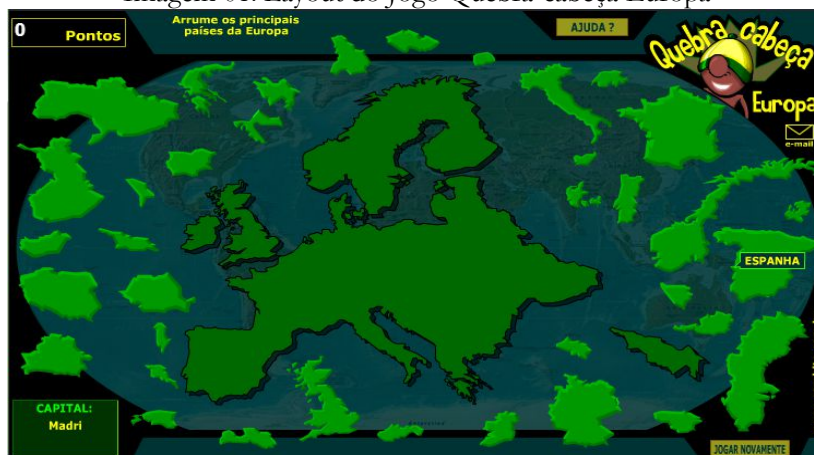 Imagem 01: Layout do jogo Quebra-cabeça Europa
0 Pontos
Arrume os principais
países da Europa
AJUDA ?
Quebra cabeça
Europa
e-mail
ESPANHA
CAPITAL:
Madri
JOGAR NOVAMENTE